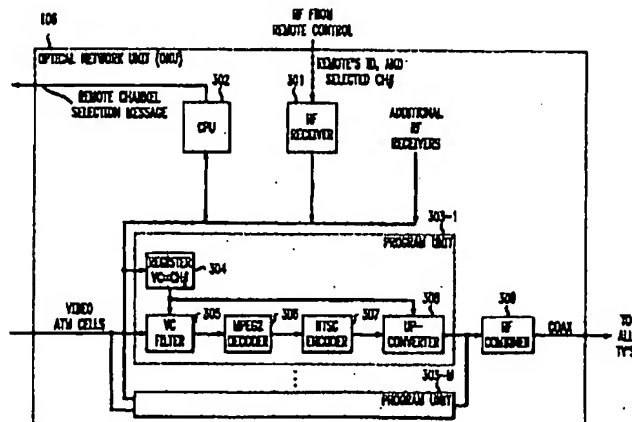 RF FROM
REMOTE CONTROL
106
OPTICAL NETWORK UNIT (ONU)
REMOTE'S ID, AND
SELECTED CH#
302
301
REMOTE CHANNEL
SELECTION MESSAGE
CPU
RF
RECEIVER
ADDITIONAL
RF
RECEIVERS
303-1
PROGRAM UNIT
REGISTER
VC=CH#
304
308
309
VIDEO
ATM CELLS
305
306
307
VC
FILTER
MPEG2
DECODER
NTSC
ENCODER
UP-
CONVERTER
RF
COMBINER
COAX
TO
ALL
TV'S
303-M
PROGRAM UNIT